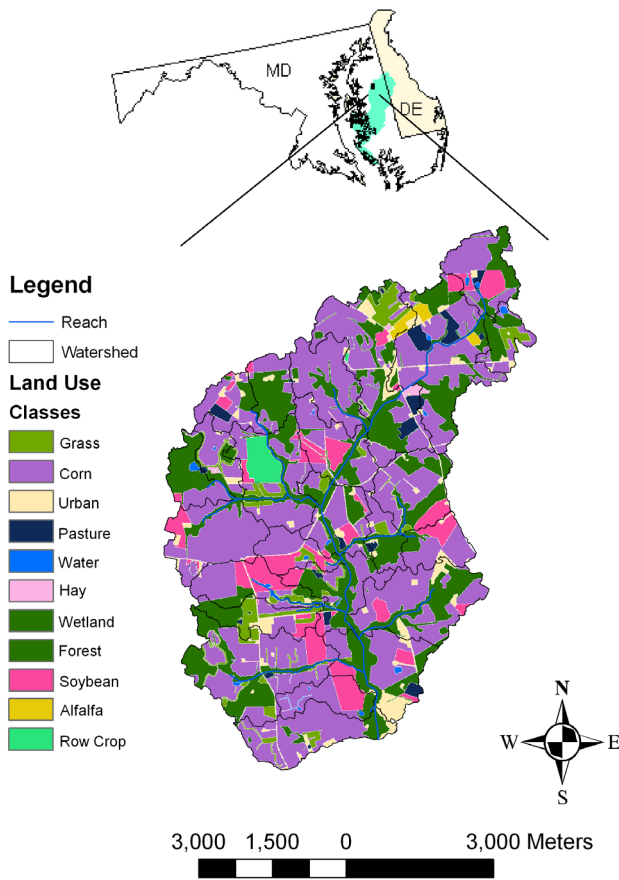 MD
DE
Legend
Reach
Watershed
Land Use
Classes
Grass
Corn
Urban
Pasture
Water
Hay
Wetland
Forest
Soybean
Alfalfa
Row Crop
N
W E
S
3,000 1,500 0 3,000 Meters